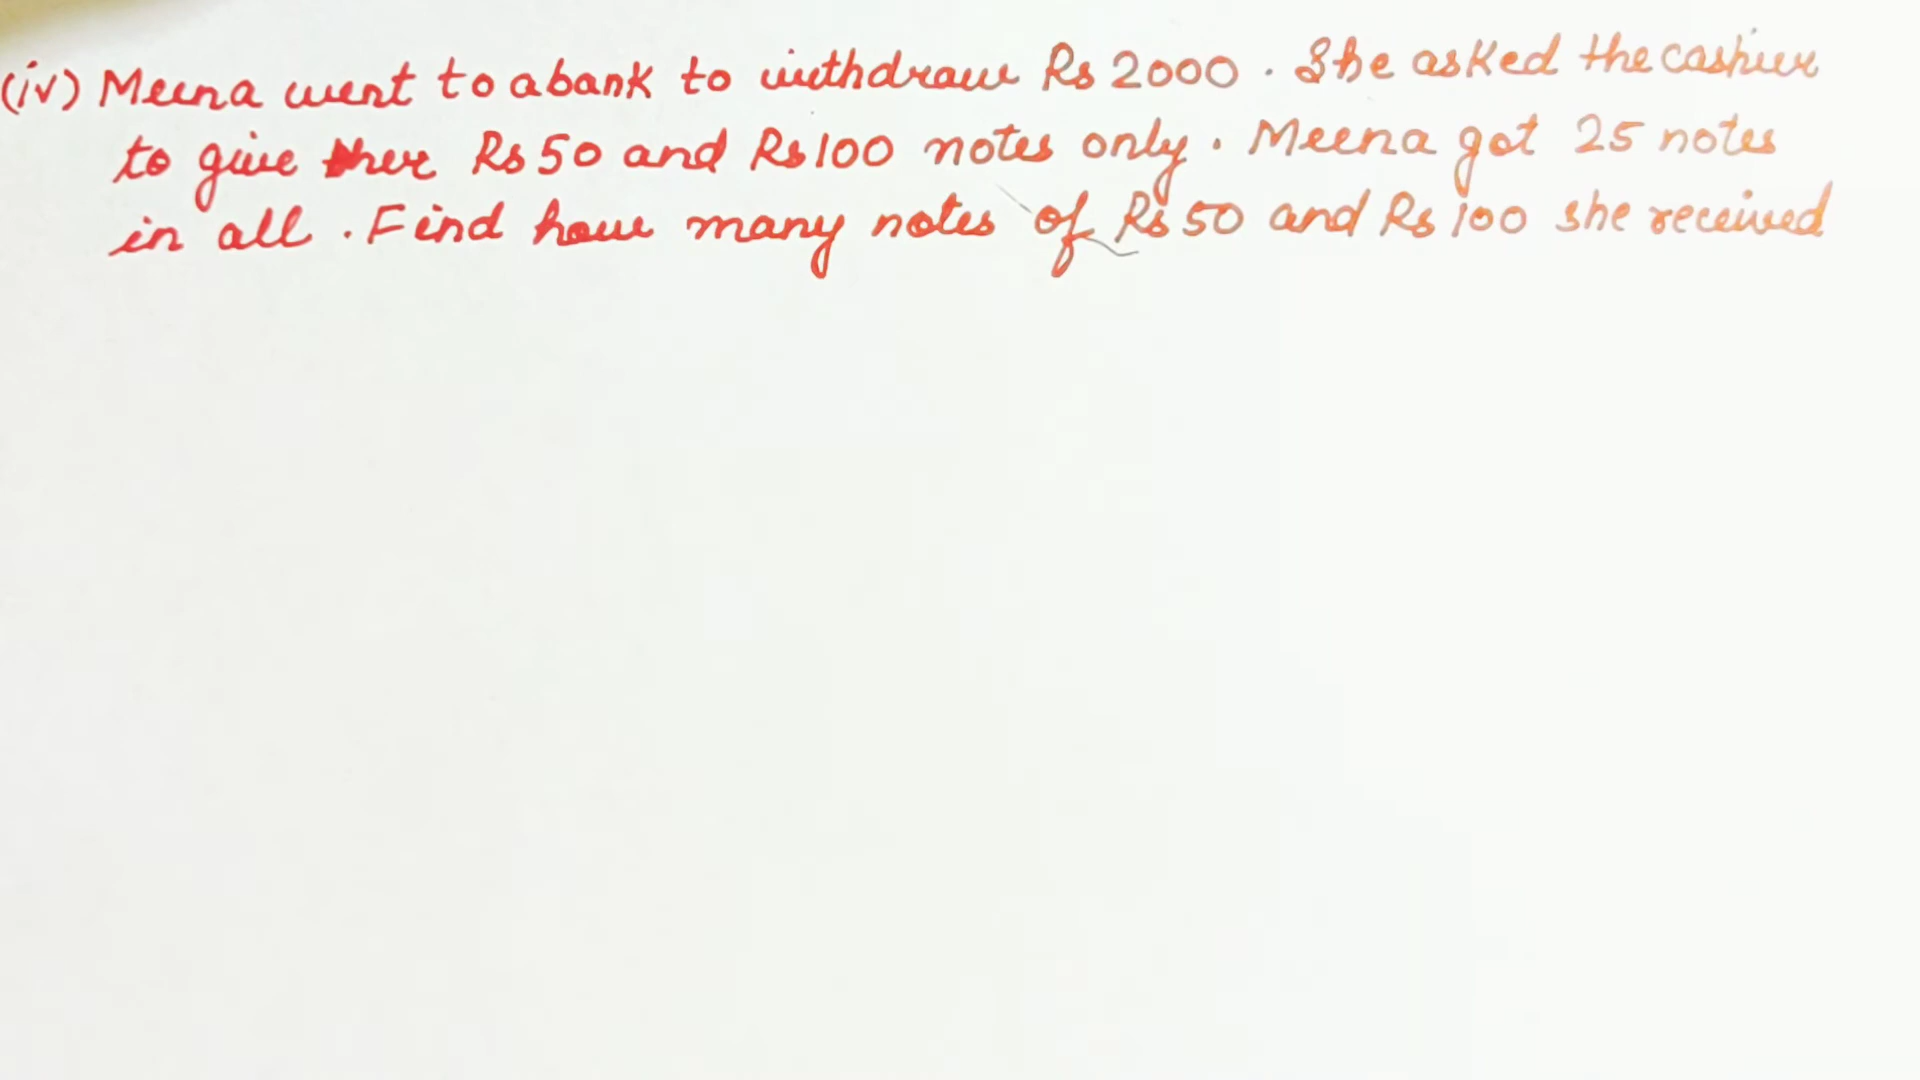 (iv) Meena went to a bank to withdraw Rs 2000 . She asked the cashier
to give her Rs 50 and Rs 100 notes only . Meena got 25 notes
in all . Find how many notes of Rs 50 and Rs 100 she received